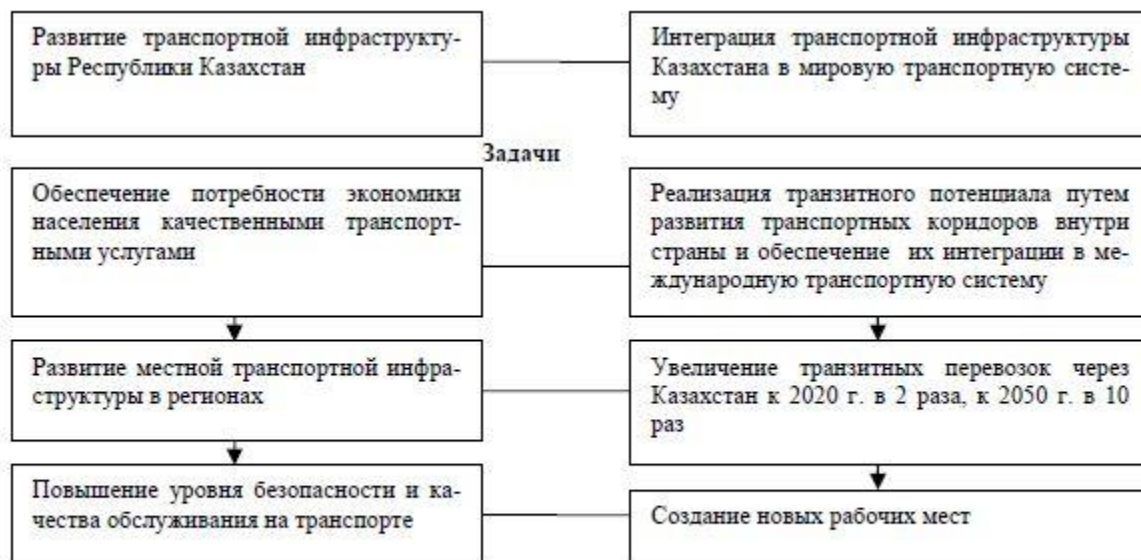 Развитие транспортной инфраструкту-
ры Республики Казахстан
Интеграция транспортной инфраструктуры
Казахстана в мировую транспортную систе-
му
Задачи
Обеспечение потребности экономики
населения качественными транспорт-
ными услугами
Реализация транзитного потенциала путем
развития транспортных коридоров внутри
страны и обеспечение их интеграции в ме-
ждународную транспортную систему
Развитие местной транспортной инфра-
структуры в регионах
Увеличение транзитных перевозок через
Казахстан к 2020 г. в 2 раза, к 2050 г. в 10
раз
Повышение уровня безопасности и ка-
чества обслуживания на транспорте
Создание новых рабочих мест